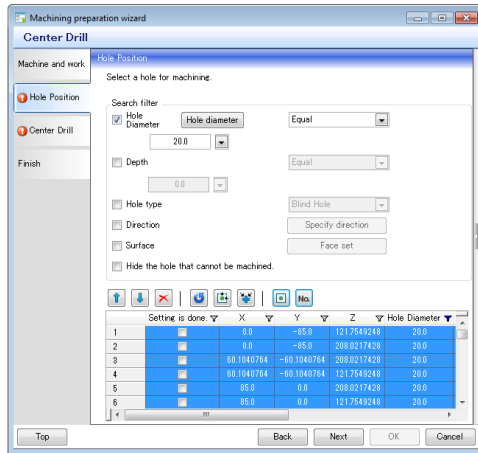 Machining preparation wizard
Center Drill
Machine and work
Hole Position
Center Drill
Finish
Hole Position
Select a hole for machining.
Search filter
Hole Diameter Hole diameter Equal
20.0
Depth Equal
0.0
Hole type Blind Hole
Direction Specify direction
Surface Face set
Hide the hole that cannot be machined.
No.
Setting is done. X Y Z Hole Diameter
1 0.0 -85.0 121.7549248 20.0
2 0.0 -85.0 208.0217428 20.0
3 60.1040764 -60.1040764 208.0217428 20.0
4 60.1040764 -60.1040764 121.7549248 20.0
5 85.0 0.0 208.0217428 20.0
6 85.0 0.0 121.7549248 20.0
Top Back Next OK Cancel